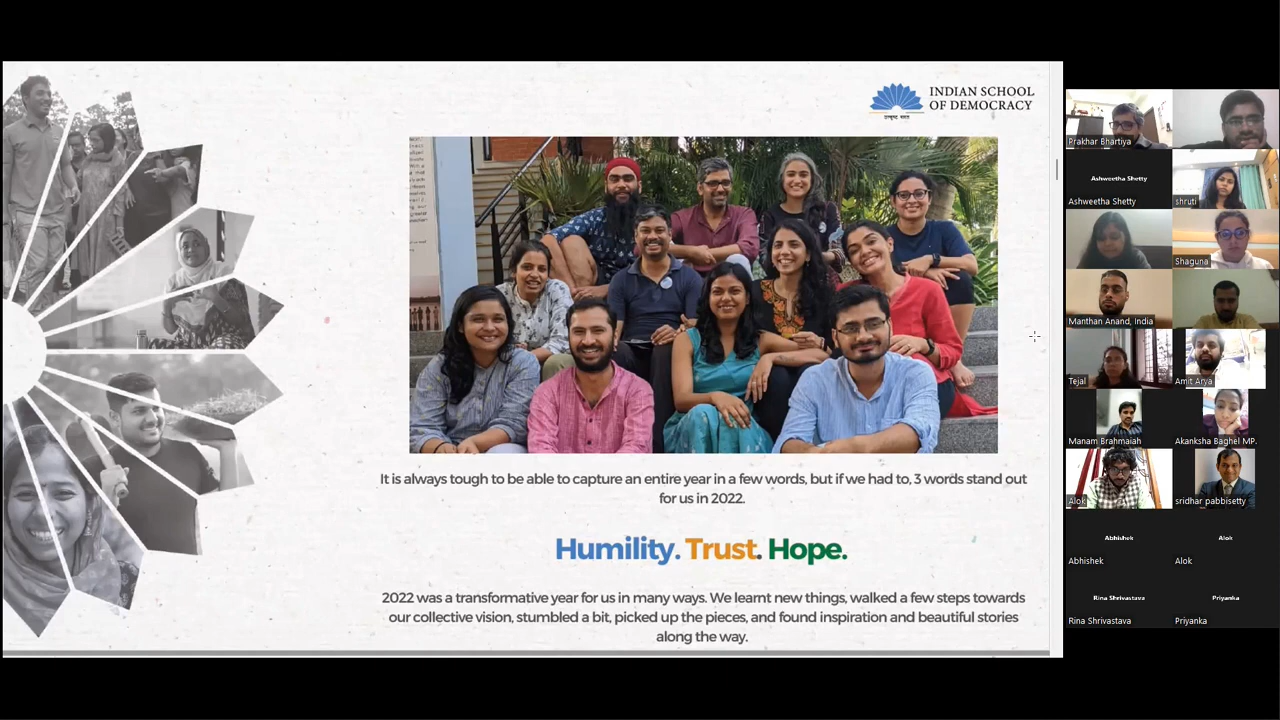 INDIAN SCHOOL
OF DEMOCRACY
It is always tough to be able to capture an entire year in a few words, but if we had to, 3 words stand out
for us in 2022.
Humility. Trust. Hope.
2022 was a transformative year for us in many ways. We learnt new things, walked a few steps towards
our collective vision, stumbled a bit, picked up the pieces, and found inspiration and beautiful stories
along the way.
Prakhar Bhartiya
Ashweetha Shetty
Ashweetha Shetty
shruti
Shaguna
Manthan Anand, India
Tejal
Amit Arya
Manam Brahmaiah
Akanksha Baghel MP.
Alok
sridhar pabbisetty
Abhishek
Abhishek
Alok
Alok
Rina Shrivastava
Rina Shrivastava
Priyanka
Priyanka